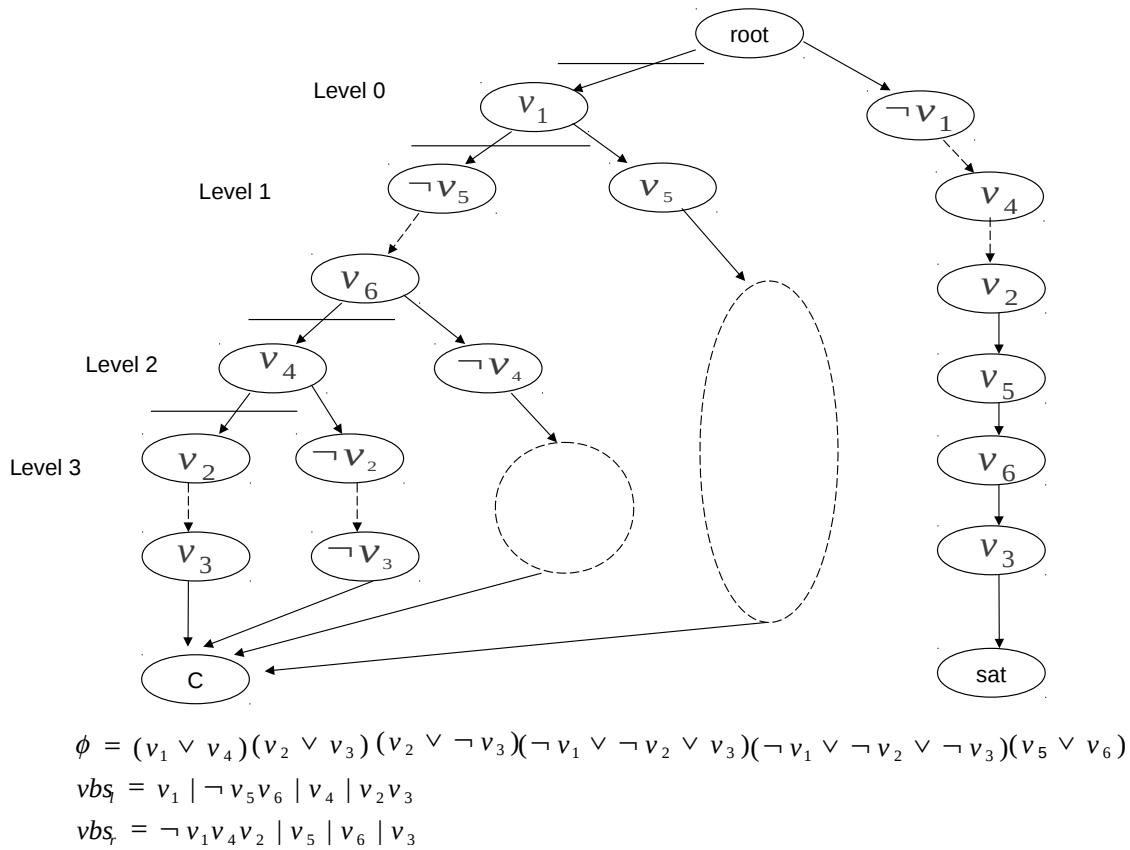 root
Level 0
v₁
¬v₁
Level 1
¬v₅
v₅
v₄
v₆
v₂
Level 2
v₄
¬v₄
v₅
Level 3
v₂
¬v₂
v₆
v₃
¬v₃
v₃
C
sat
ϕ = (v₁ ∨ v₄)(v₂ ∨ v₃)(v₂ ∨ ¬v₃)(¬v₁ ∨ ¬v₂ ∨ v₃)(¬v₁ ∨ ¬v₂ ∨ ¬v₃)(v₅ ∨ v₆)
vbsₗ = v₁ | ¬v₅v₆ | v₄ | v₂v₃
vbsᵣ = ¬v₁v₄v₂ | v₅ | v₆ | v₃